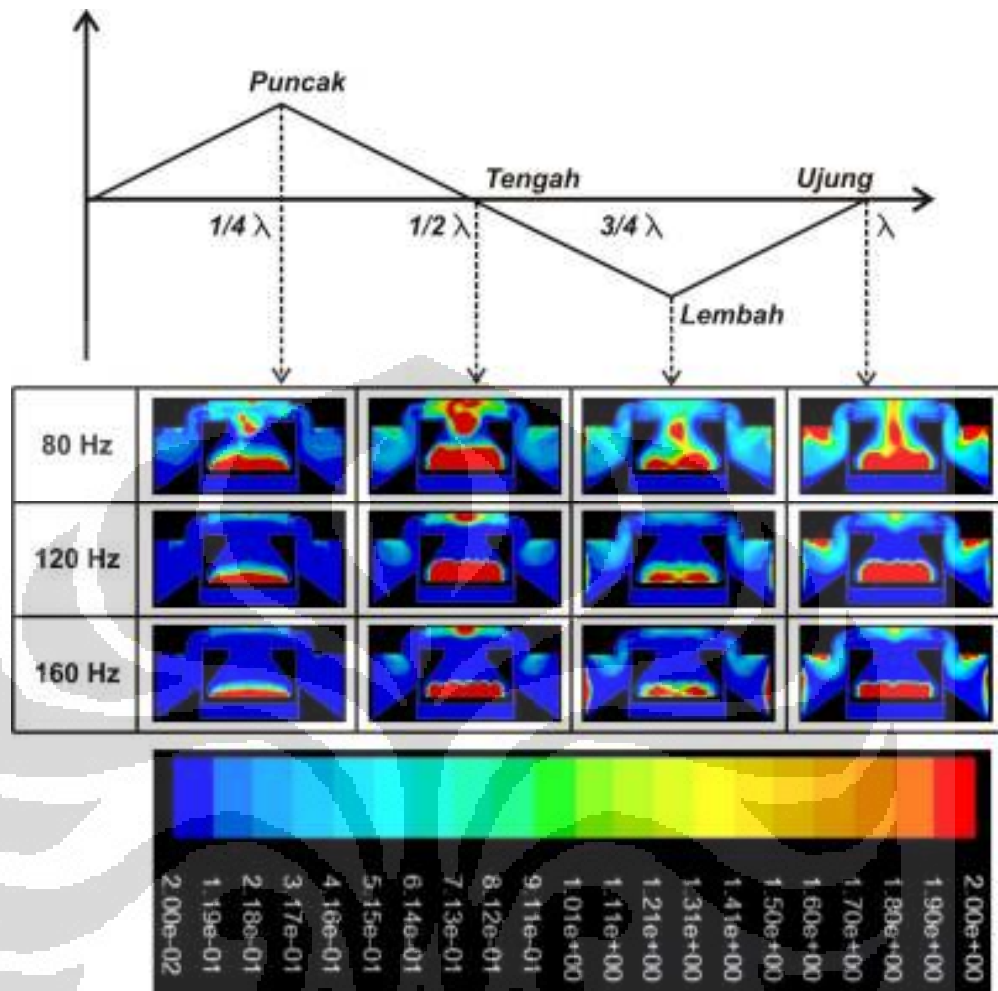 Puncak
Tengah
Ujung
1/4 λ
1/2 λ
3/4 λ
λ
Lembah
80 Hz
120 Hz
160 Hz
2.00e-02
1.19e-01
2.18e-01
3.17e-01
4.16e-01
5.15e-01
6.14e-01
7.13e-01
8.12e-01
9.11e-01
1.01e+00
1.11e+00
1.21e+00
1.31e+00
1.41e+00
1.50e+00
1.60e+00
1.70e+00
1.80e+00
1.90e+00
2.00e+00